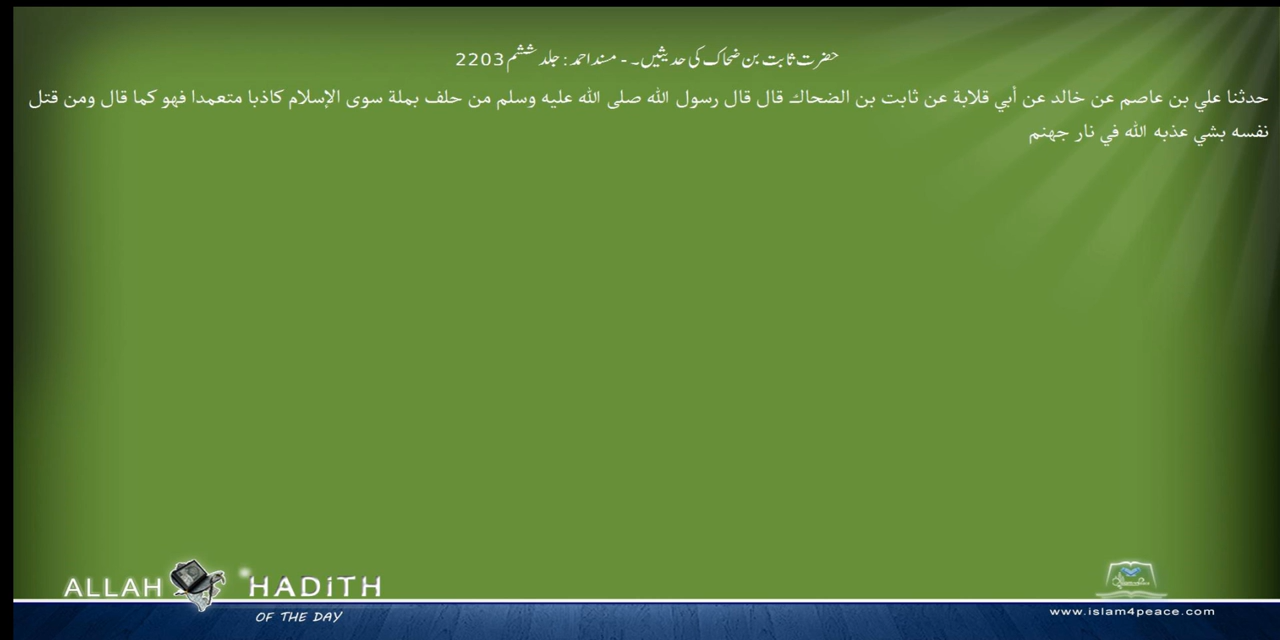 حضرت ثابت بن ضحاک کی حدیثیں۔ - مسند احمد : جلد ششم 2203
حدثنا علي بن عاصم عن خالد عن أبي قلابة عن ثابت بن الضحاك قال قال رسول الله صلى الله عليه وسلم من حلف بملة سوى الإسلام كاذبا متعمدا فهو كما قال ومن قتل
نفسه بشي عذبه الله في نار جهنم
ALLAH HADITH
OF THE DAY
www.islam4peace.com